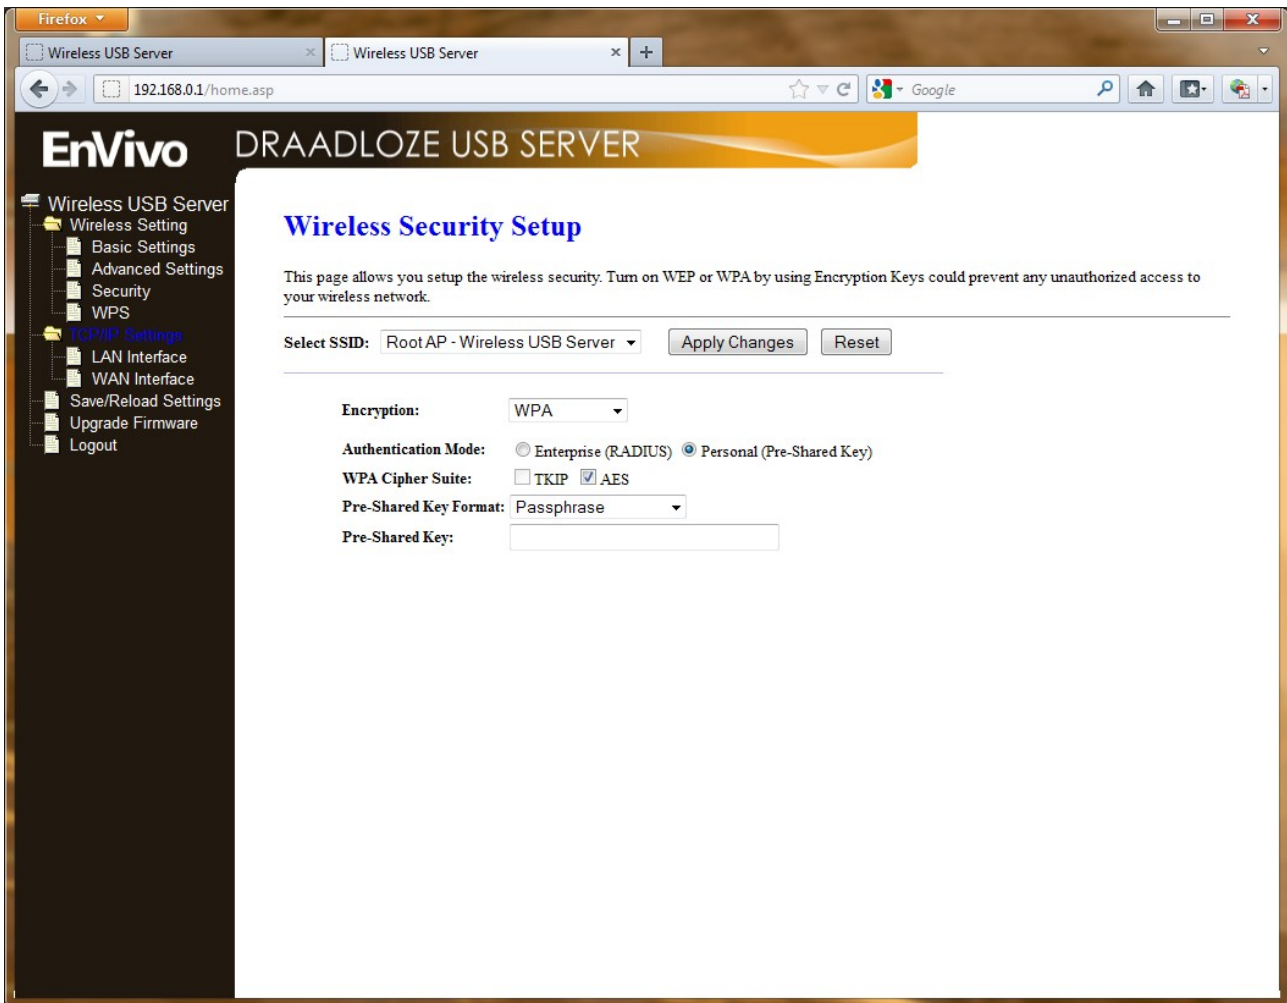 Firefox
Wireless USB Server
Wireless USB Server
192.168.0.1/home.asp
Google
EnVivo
DRAADLOZE USB SERVER
Wireless USB Server
Wireless Setting
Basic Settings
Advanced Settings
Security
WPS
TCP/IP Settings
LAN Interface
WAN Interface
Save/Reload Settings
Upgrade Firmware
Logout
Wireless Security Setup
This page allows you setup the wireless security. Turn on WEP or WPA by using Encryption Keys could prevent any unauthorized access to
your wireless network.
Select SSID: Root AP - Wireless USB Server Apply Changes Reset
Encryption: WPA
Authentication Mode: Enterprise (RADIUS) Personal (Pre-Shared Key)
WPA Cipher Suite: TKIP AES
Pre-Shared Key Format: Passphrase
Pre-Shared Key: